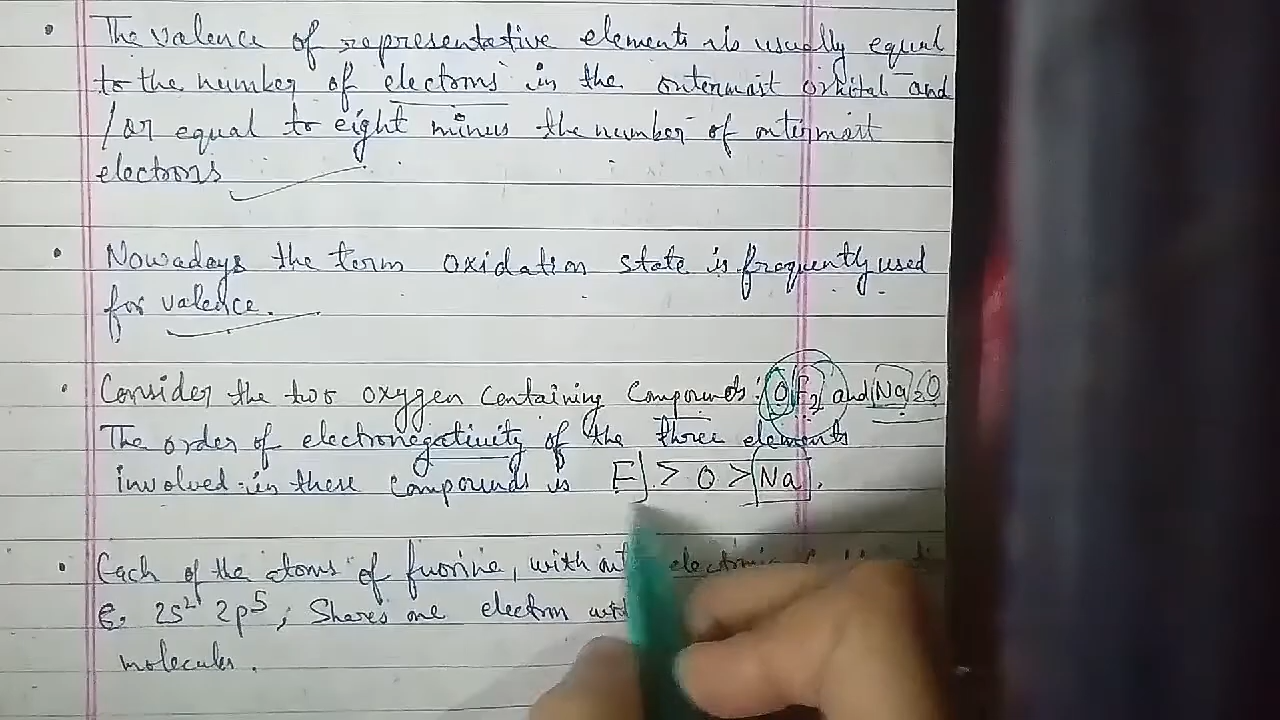 • The valence of representative elements is usually equal
to the number of electrons in the outermost orbital and
/or equal to eight minus the number of outermost
electrons
• Nowadays the term oxidation state is frequently used
for valence.
• Consider the two oxygen containing compounds: OF2 and Na2O
The order of electronegativity of the three elements
involved in these compounds is F > O > Na.
• Each of the atoms of fuorine, with
2s2 2p5; Shares one electron
molecules.